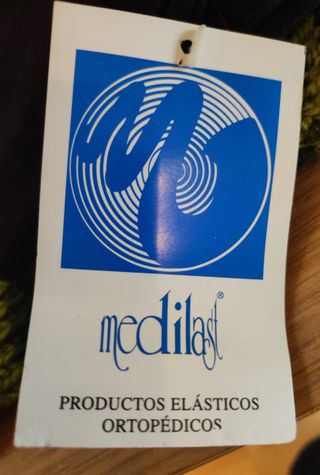 medilast®
PRODUCTOS ELÁSTICOS
ORTOPÉDICOS